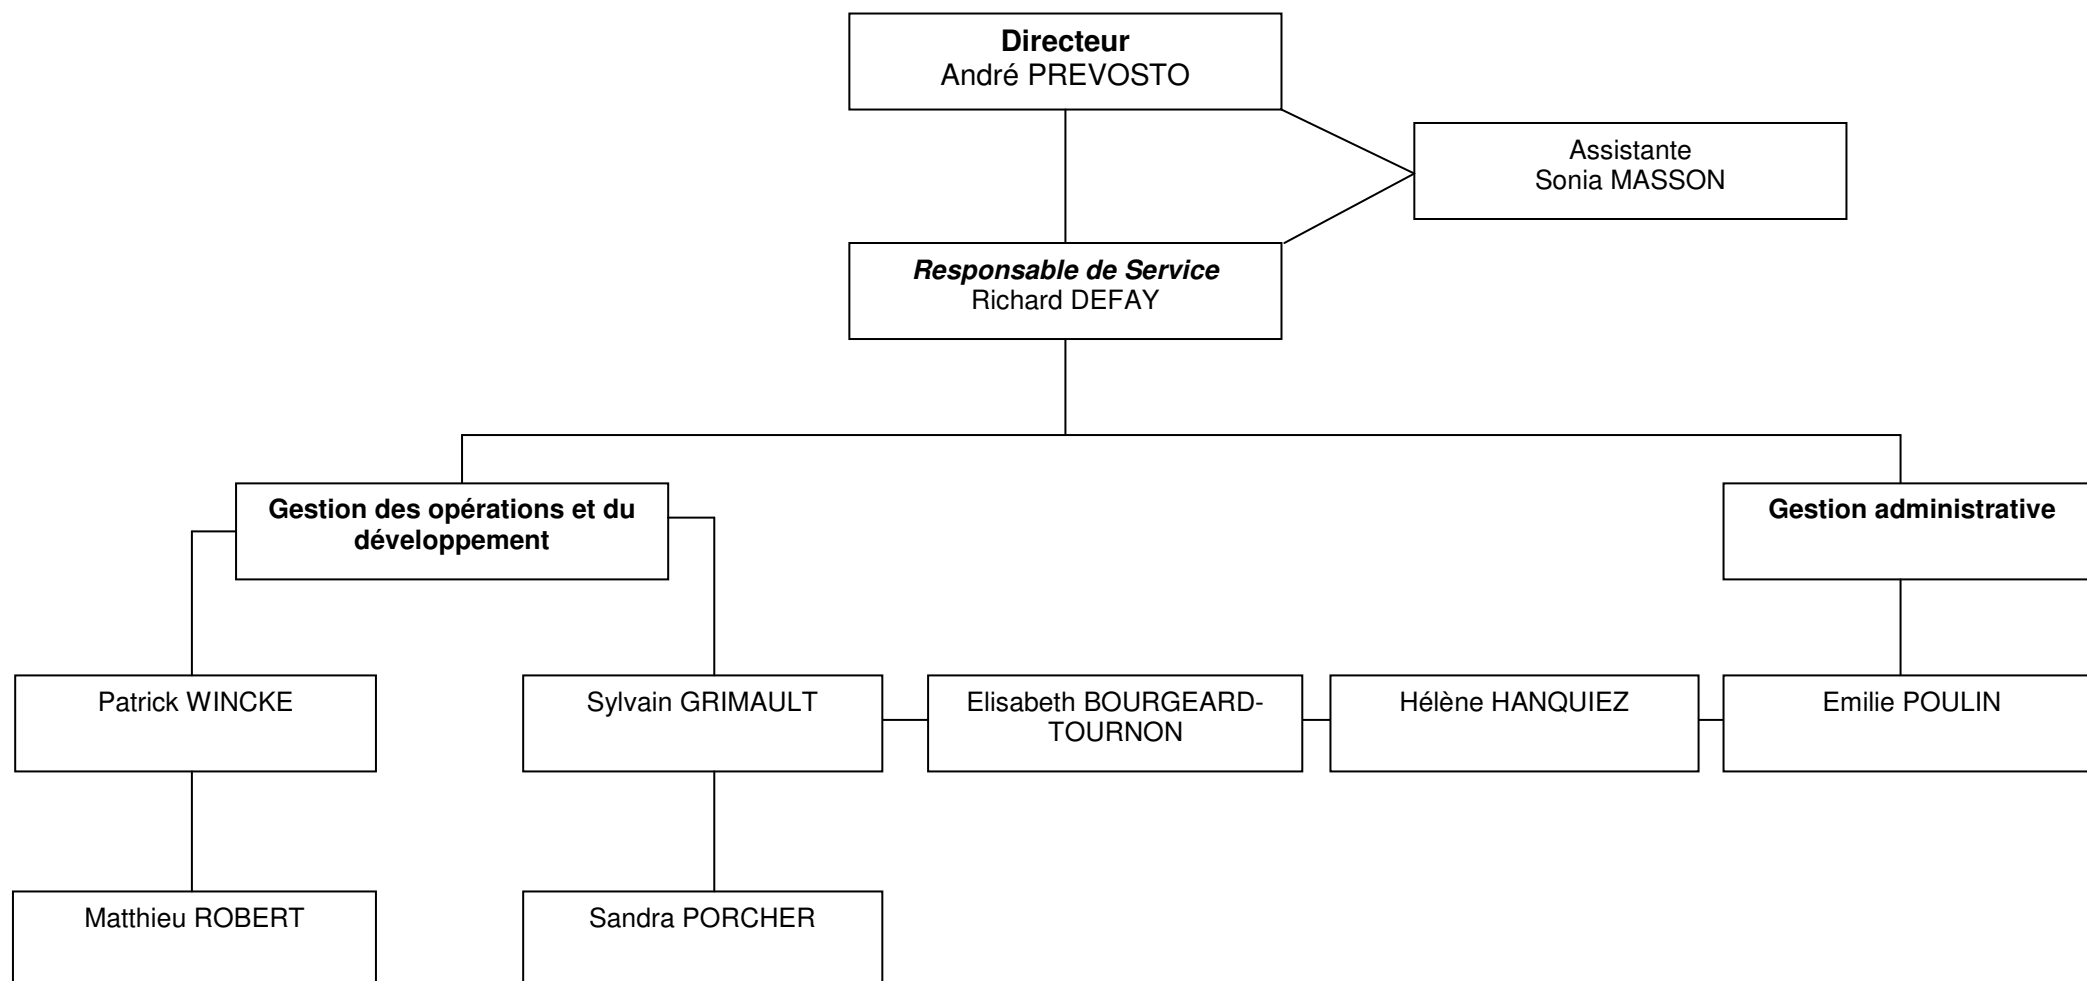 Directeur
André PREVOSTO
Assistante
Sonia MASSON
Responsable de Service
Richard DEFAY
Gestion des opérations et du
développement
Gestion administrative
Patrick WINCKE
Sylvain GRIMAULT
Elisabeth BOURGEARD-
TOURNON
Hélène HANQUIEZ
Emilie POULIN
Matthieu ROBERT
Sandra PORCHER